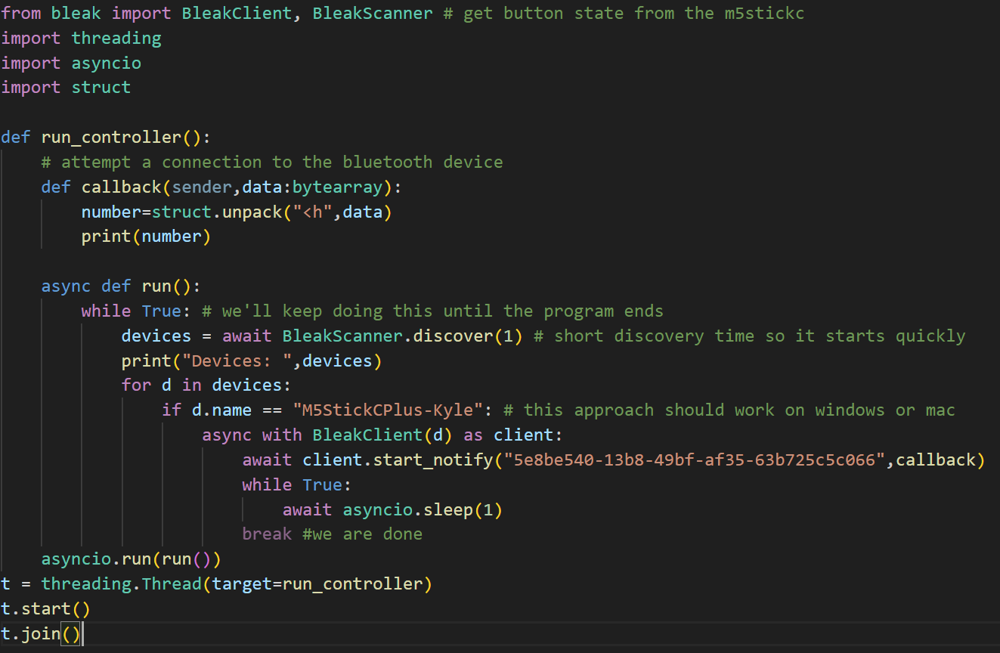 from bleak import BleakClient, BleakScanner # get button state from the m5stickc
import threading
import asyncio
import struct

def run_controller():
    # attempt a connection to the bluetooth device
    def callback(sender,data:bytearray):
        number=struct.unpack("<h",data)
        print(number)

    async def run():
        while True: # we'll keep doing this until the program ends
            devices = await BleakScanner.discover(1) # short discovery time so it starts quickly
            print("Devices: ",devices)
            for d in devices:
                if d.name == "M5StickCPlus-Kyle": # this approach should work on windows or mac
                    async with BleakClient(d) as client:
                        await client.start_notify("5e8be540-13b8-49bf-af35-63b725c5c066",callback)
                        while True:
                            await asyncio.sleep(1)
                        break #we are done
    asyncio.run(run())
t = threading.Thread(target=run_controller)
t.start()
t.join()